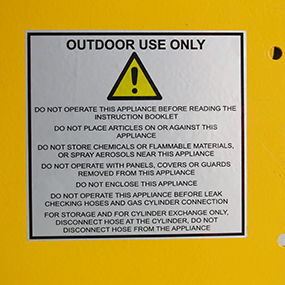 OUTDOOR USE ONLY
DO NOT OPERATE THIS APPLIANCE BEFORE READING THE
INSTRUCTION BOOKLET
DO NOT PLACE ARTICLES ON OR AGAINST THIS
APPLIANCE
DO NOT STORE CHEMICALS OR FLAMMABLE MATERIALS,
OR SPRAY AEROSOLS NEAR THIS APPLIANCE
DO NOT OPERATE WITH PANELS, COVERS OR GUARDS
REMOVED FROM THIS APPLIANCE
DO NOT ENCLOSE THIS APPLIANCE
DO NOT OPERATE THIS APPLIANCE BEFORE LEAK
CHECKING HOSES AND GAS CYLINDER CONNECTION
FOR STORAGE AND FOR CYLINDER EXCHANGE ONLY,
DISCONNECT HOSE AT THE CYLINDER, DO NOT
DISCONNECT HOSE FROM THE APPLIANCE